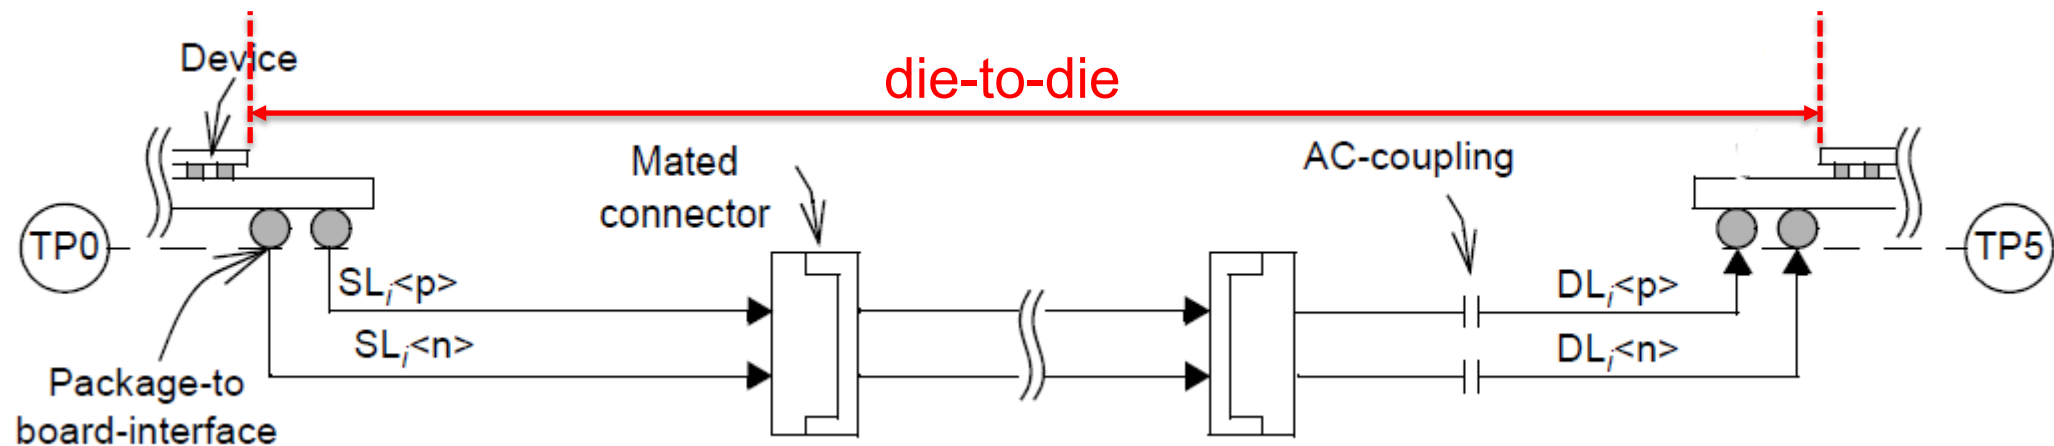 Device
die-to-die
Mated
connector
AC-coupling
TP0
TP5
SLi<p>
DLi<p>
SLi<n>
DLi<n>
Package-to
board-interface